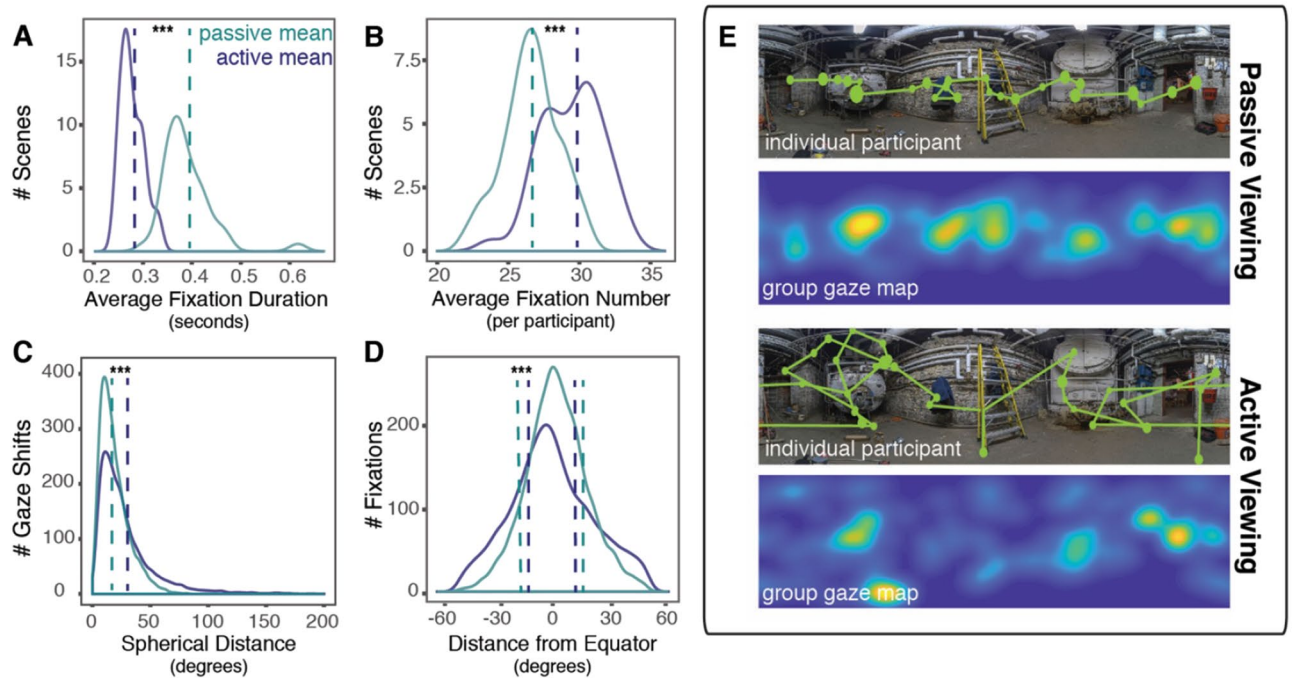 A
***
passive mean
active mean
# Scenes
15
10
5
0
0.2 0.3 0.4 0.5 0.6
Average Fixation Duration
(seconds)
B
***
# Scenes
7.5
5
2.5
0
20 25 30 35
Average Fixation Number
(per participant)
C
***
# Gaze Shifts
400
300
200
100
0
0 50 100 150 200
Spherical Distance
(degrees)
D
***
# Fixations
200
100
0
-60 -30 0 30 60
Distance from Equator
(degrees)
E
individual participant
group gaze map
Passive Viewing
individual participant
group gaze map
Active Viewing